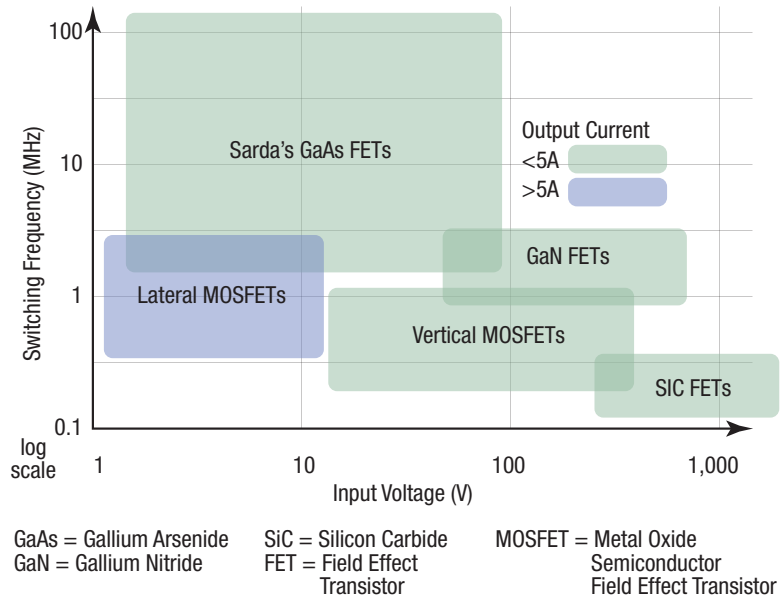 100
10
1
0.1
Switching Frequency (MHz)
Sarda's GaAs FETs
Output Current
<5A
>5A
GaN FETs
Lateral MOSFETs
Vertical MOSFETs
SIC FETs
log
scale
1
10
100
1,000
Input Voltage (V)
GaAs = Gallium Arsenide
GaN = Gallium Nitride
SiC = Silicon Carbide
FET = Field Effect
Transistor
MOSFET = Metal Oxide
Semiconductor
Field Effect Transistor